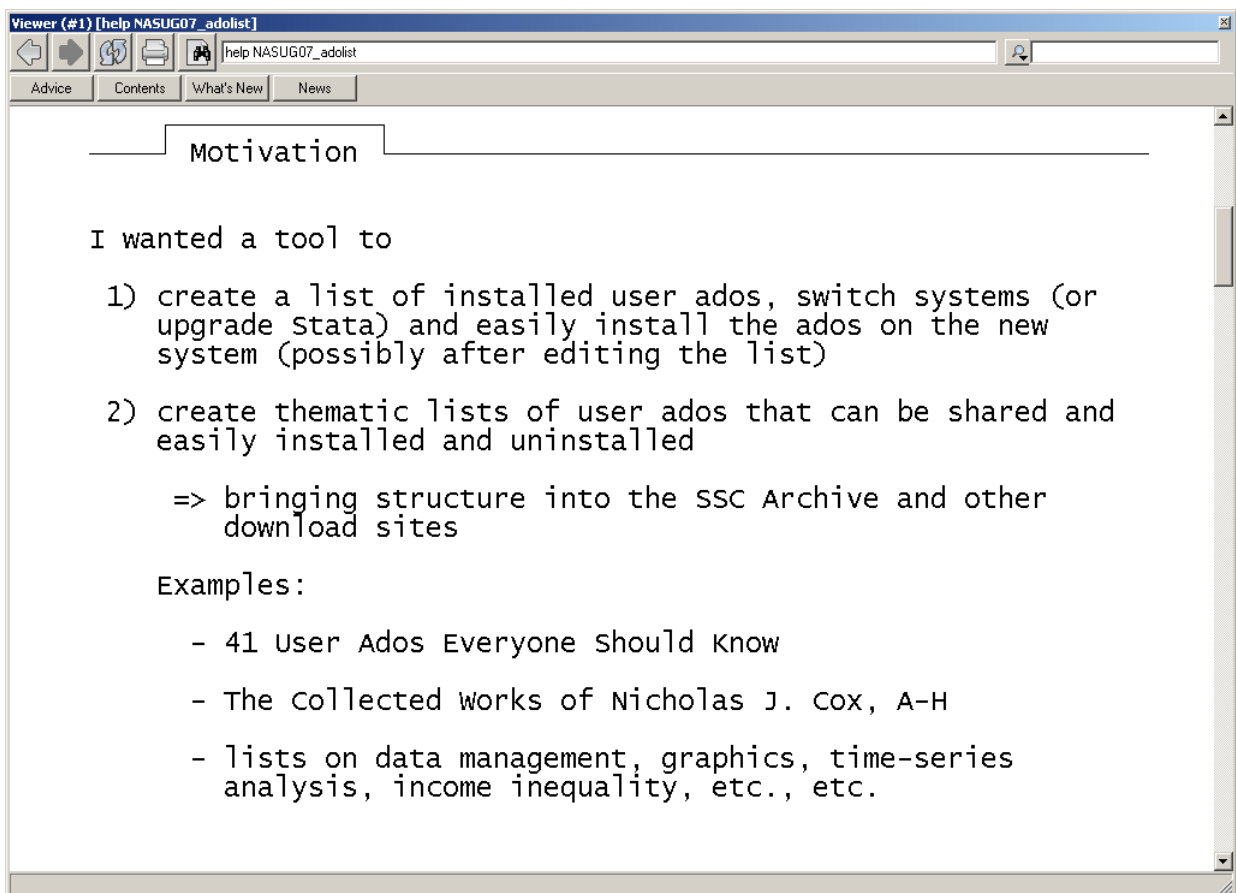 Viewer (#1) [help NASUG07_adolist]
help NASUG07_adolist
Advice Contents What's New News
Motivation
I wanted a tool to
1) create a list of installed user ados, switch systems (or
upgrade Stata) and easily install the ados on the new
system (possibly after editing the list)
2) create thematic lists of user ados that can be shared and
easily installed and uninstalled
=> bringing structure into the SSC Archive and other
download sites
Examples:
- 41 User Ados Everyone Should Know
- The Collected Works of Nicholas J. Cox, A-H
- lists on data management, graphics, time-series
analysis, income inequality, etc., etc.